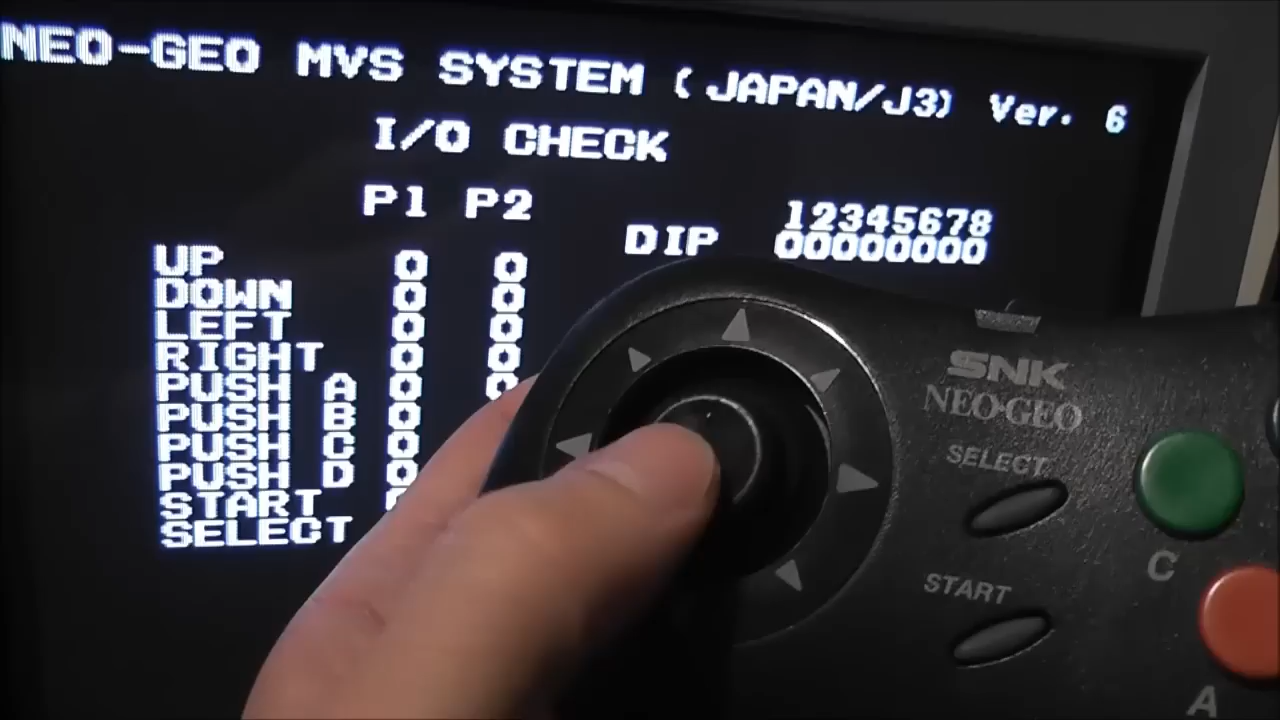 NEO-GEO MVS SYSTEM (JAPAN/J3) Ver. 6
I/O CHECK
P1 P2
12345678
DIP 00000000
UP 0 0
DOWN 0 0
LEFT 0 0
RIGHT 0 0
PUSH A 0 0
PUSH B 0
PUSH C 0
PUSH D 0
START
SELECT
SNK
NEO·GEO
SELECT
START
C
A